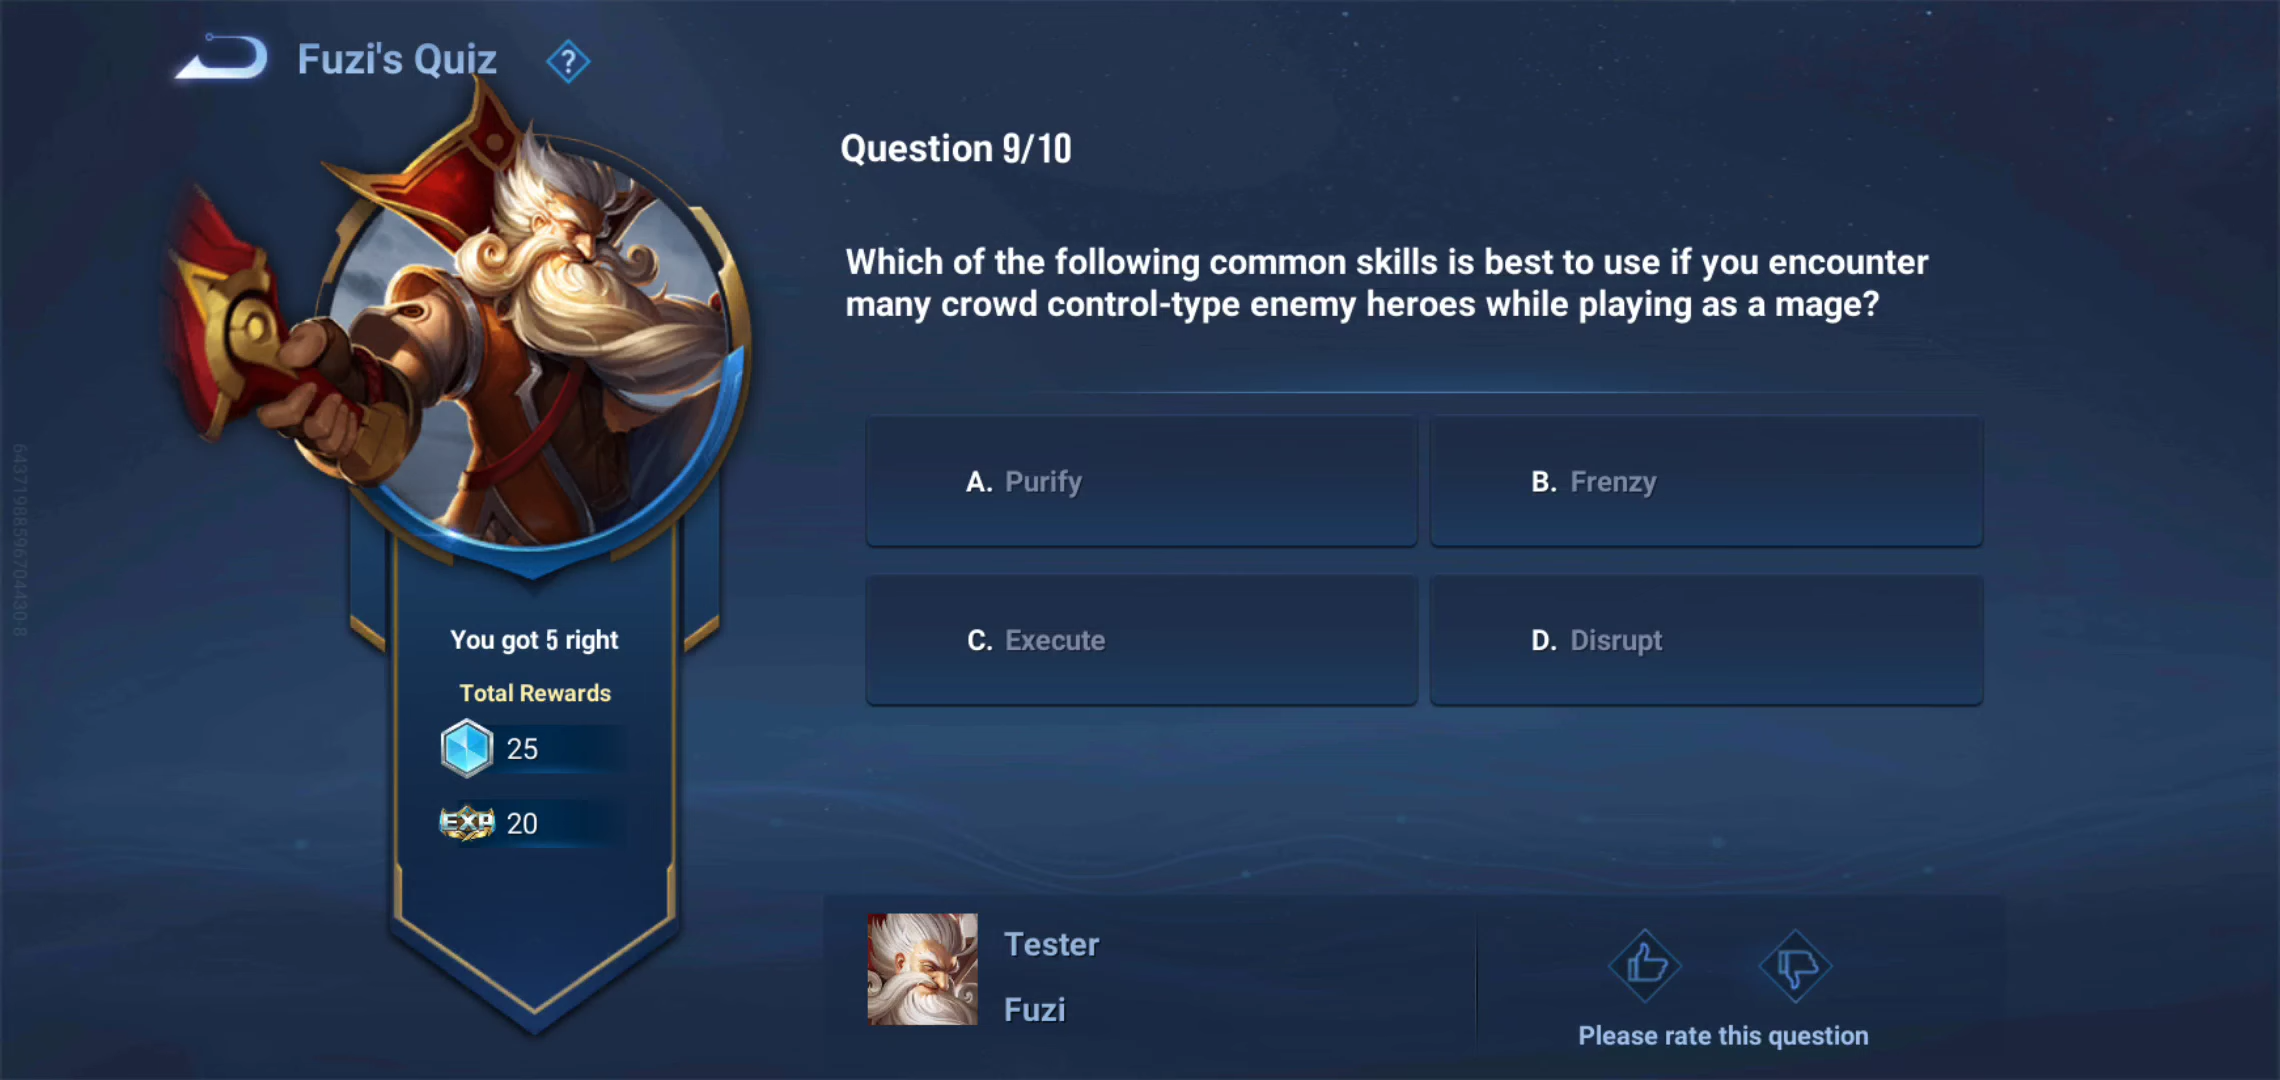 Fuzi's Quiz
?
Question 9/10
Which of the following common skills is best to use if you encounter
many crowd control-type enemy heroes while playing as a mage?
A. Purify
B. Frenzy
C. Execute
D. Disrupt
You got 5 right
Total Rewards
25
EXP 20
Tester
Fuzi
Please rate this question